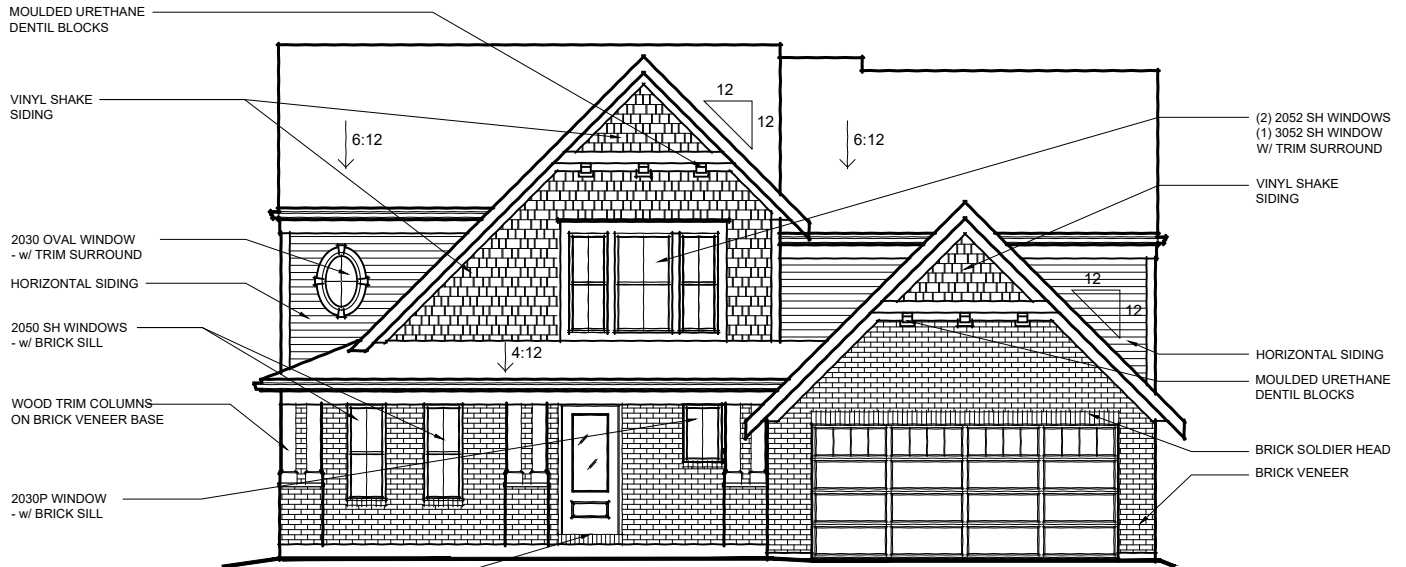 MOULDED URETHANE
DENTIL BLOCKS
VINYL SHAKE
SIDING
2030 OVAL WINDOW
- w/ TRIM SURROUND
HORIZONTAL SIDING
2050 SH WINDOWS
- w/ BRICK SILL
WOOD TRIM COLUMNS
ON BRICK VENEER BASE
2030P WINDOW
- w/ BRICK SILL
6:12
12
12
6:12
4:12
12
12
(2) 2052 SH WINDOWS
(1) 3052 SH WINDOW
W/ TRIM SURROUND
VINYL SHAKE
SIDING
HORIZONTAL SIDING
MOULDED URETHANE
DENTIL BLOCKS
BRICK SOLDIER HEAD
BRICK VENEER